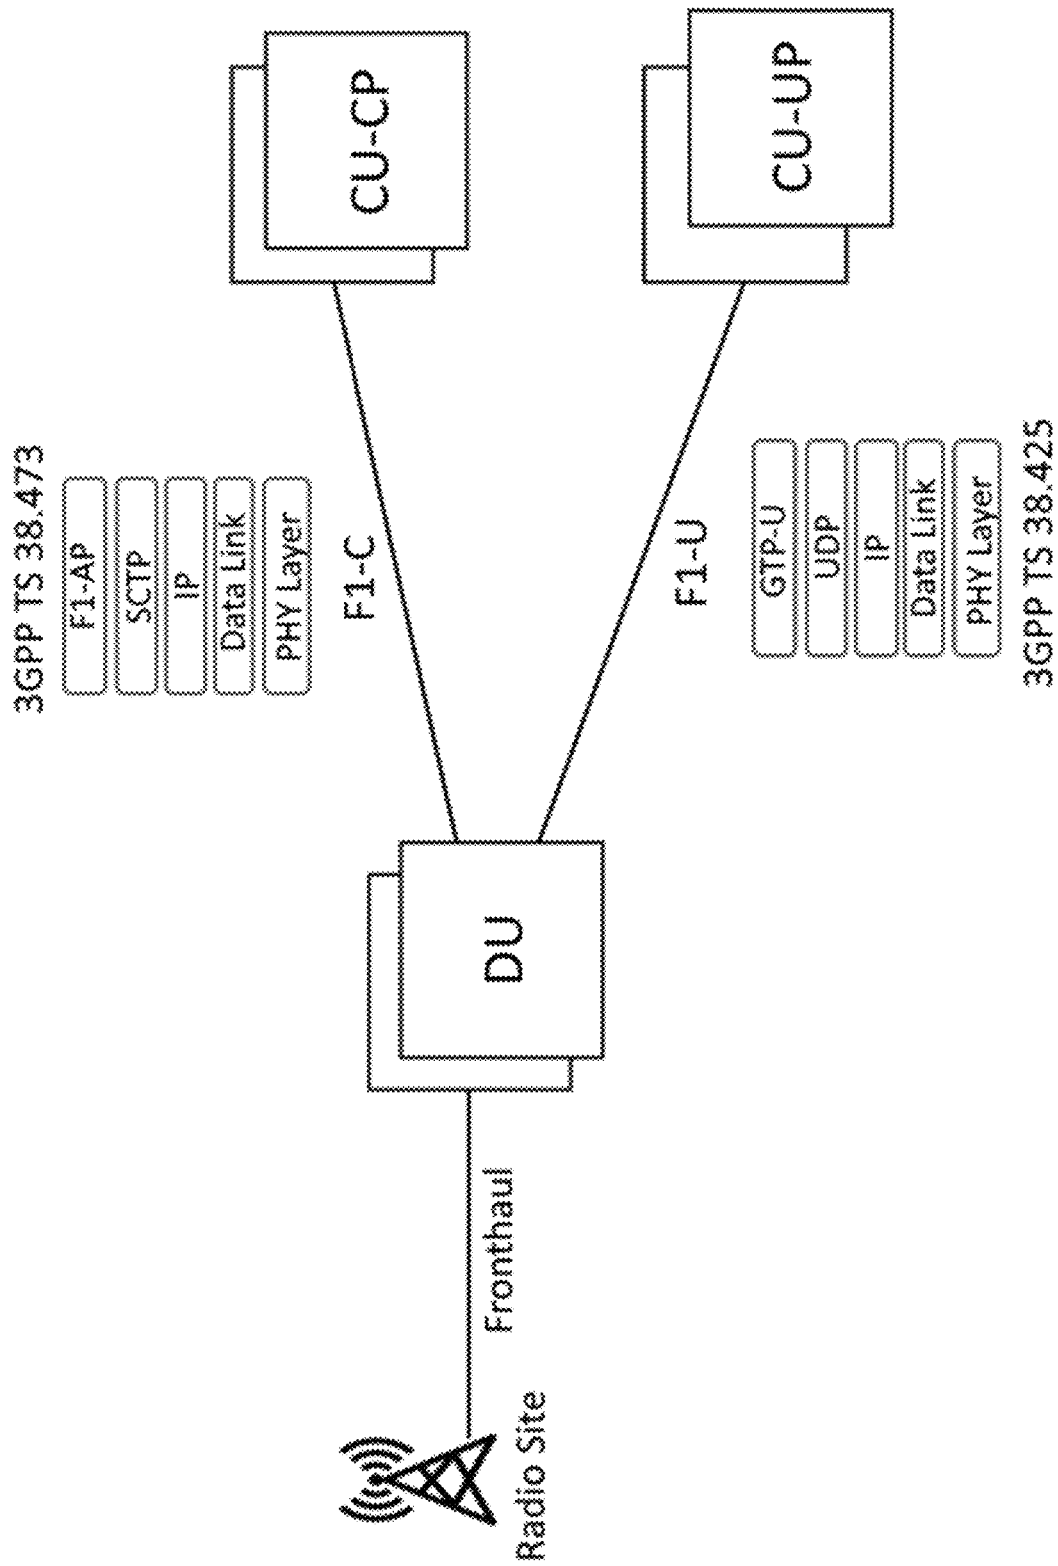 3GPP TS 38.473
F1-AP
SCTP
IP
Data Link
PHY Layer
F1-C
CU-CP
Radio Site
Fronthaul
DU
F1-U
CU-UP
GTP-U
UDP
IP
Data Link
PHY Layer
3GPP TS 38.425